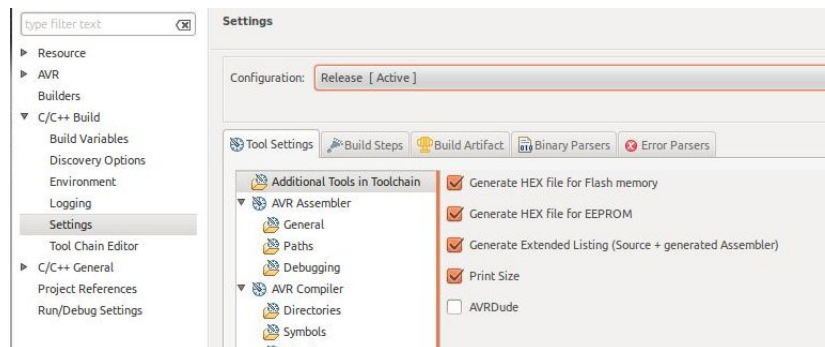 type filter text
Resource
AVR
Builders
C/C++ Build
Build Variables
Discovery Options
Environment
Logging
Settings
Tool Chain Editor
C/C++ General
Project References
Run/Debug Settings
Settings
Configuration: Release [ Active ]
Tool Settings Build Steps Build Artifact Binary Parsers Error Parsers
Additional Tools in Toolchain
AVR Assembler
General
Paths
Debugging
AVR Compiler
Directories
Symbols
Generate HEX file for Flash memory
Generate HEX file for EEPROM
Generate Extended Listing (Source + generated Assembler)
Print Size
AVRDude